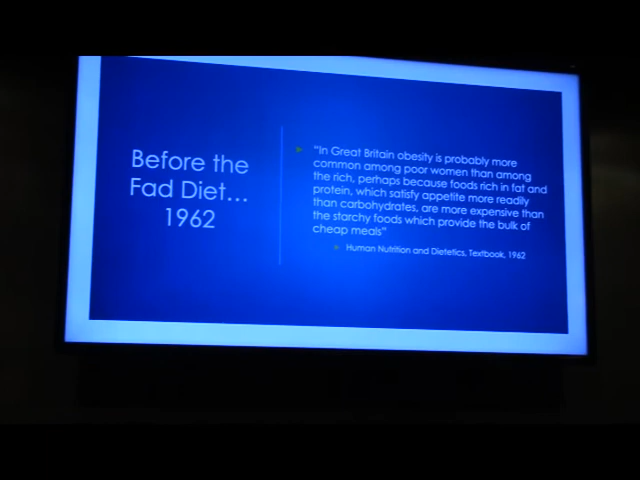 Before the
Fad Diet...
1962
"In Great Britain obesity is probably more
common among poor women than among
the rich, perhaps because foods rich in fat and
protein, which satisfy appetite more readily
than carbohydrates, are more expensive than
the starchy foods which provide the bulk of
cheap meals"
Human Nutrition and Dietetics, Textbook, 1962